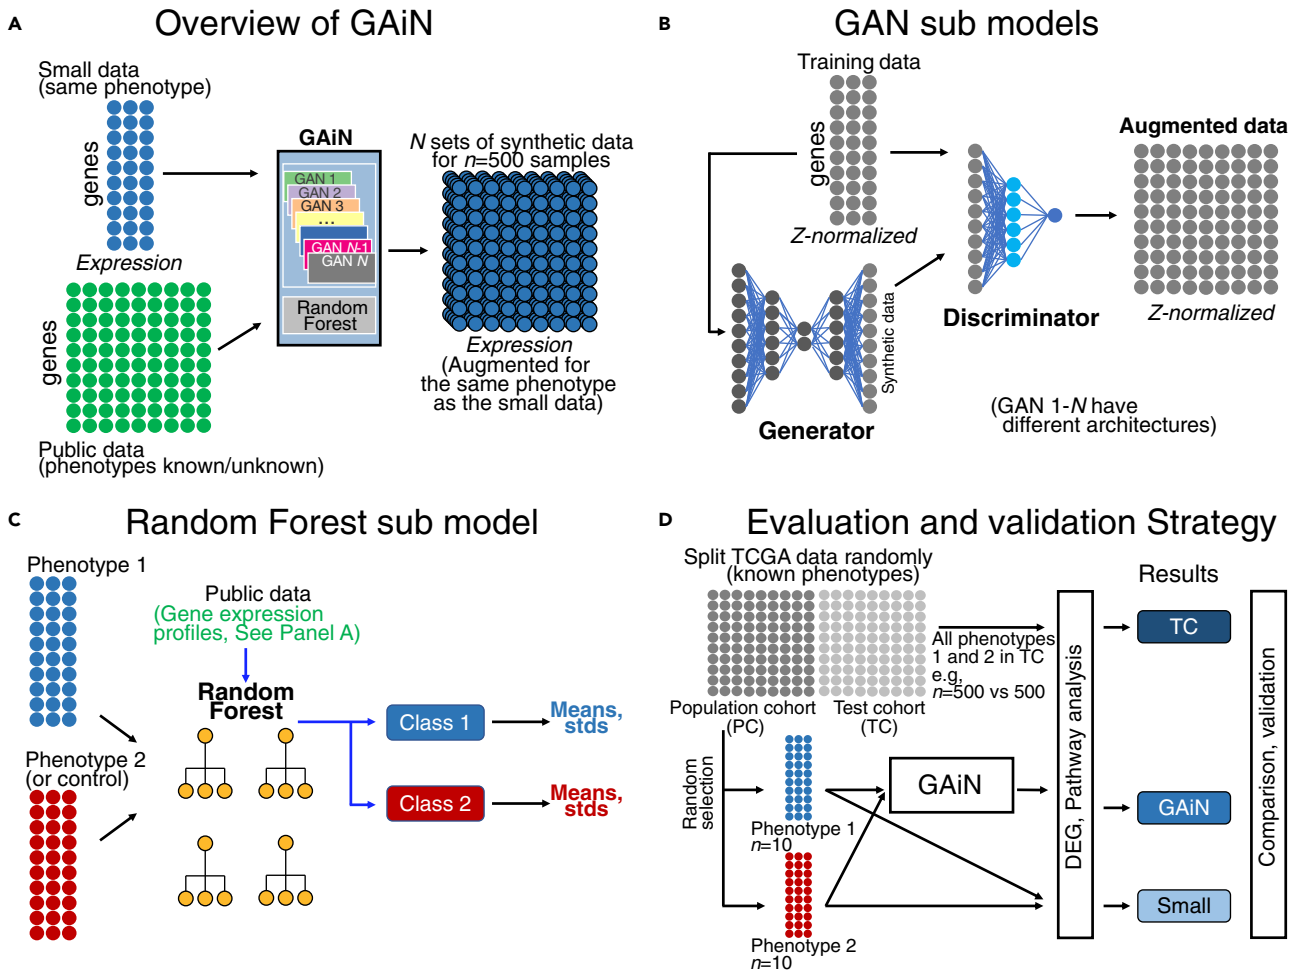 A
Overview of GAiN
Small data
(same phenotype)
genes
Expression
genes
Public data
(phenotypes known/unknown)
GAiN
GAN 1
GAN 2
GAN 3
...
GAN N-1
GAN N
Random
Forest
N sets of synthetic data
for n=500 samples
Expression
(Augmented for
the same phenotype
as the small data)
B
GAN sub models
Training data
genes
Z-normalized
Generator
Synthetic data
Discriminator
Augmented data
Z-normalized
(GAN 1-N have
different architectures)
C
Random Forest sub model
Phenotype 1
Phenotype 2
(or control)
Public data
(Gene expression
profiles, See Panel A)
Random
Forest
Class 1
Means,
stds
Class 2
Means,
stds
D
Evaluation and validation Strategy
Split TCGA data randomly
(known phenotypes)
Population cohort
(PC)
Test cohort
(TC)
All phenotypes
1 and 2 in TC
e.g,
n=500 vs 500
Random
selection
Phenotype 1
n=10
Phenotype 2
n=10
GAiN
DEG, Pathway analysis
Results
TC
GAiN
Small
Comparison, validation